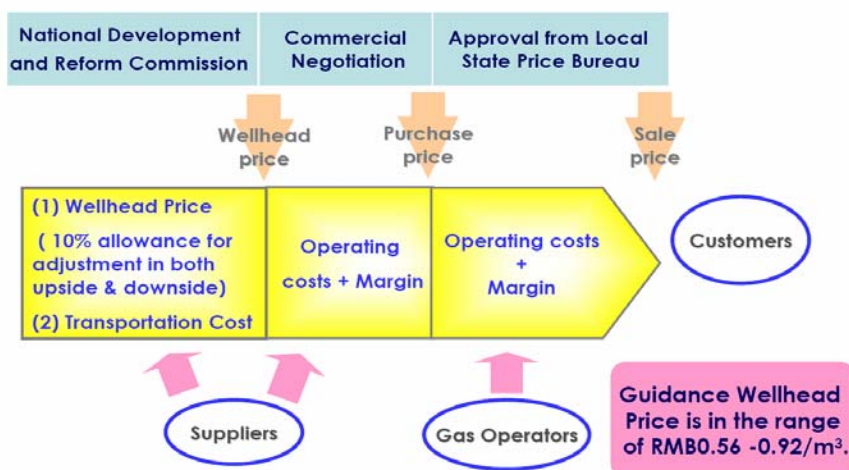 National Development
and Reform Commission
Commercial
Negotiation
Approval from Local
State Price Bureau
Wellhead
price
Purchase
price
Sale
price
(1) Wellhead Price
( 10% allowance for
adjustment in both
upside & downside)
(2) Transportation Cost
Operating
costs + Margin
Operating costs
+
Margin
Customers
Suppliers
Gas Operators
Guidance Wellhead
Price is in the range
of RMB0.56 -0.92/m³.